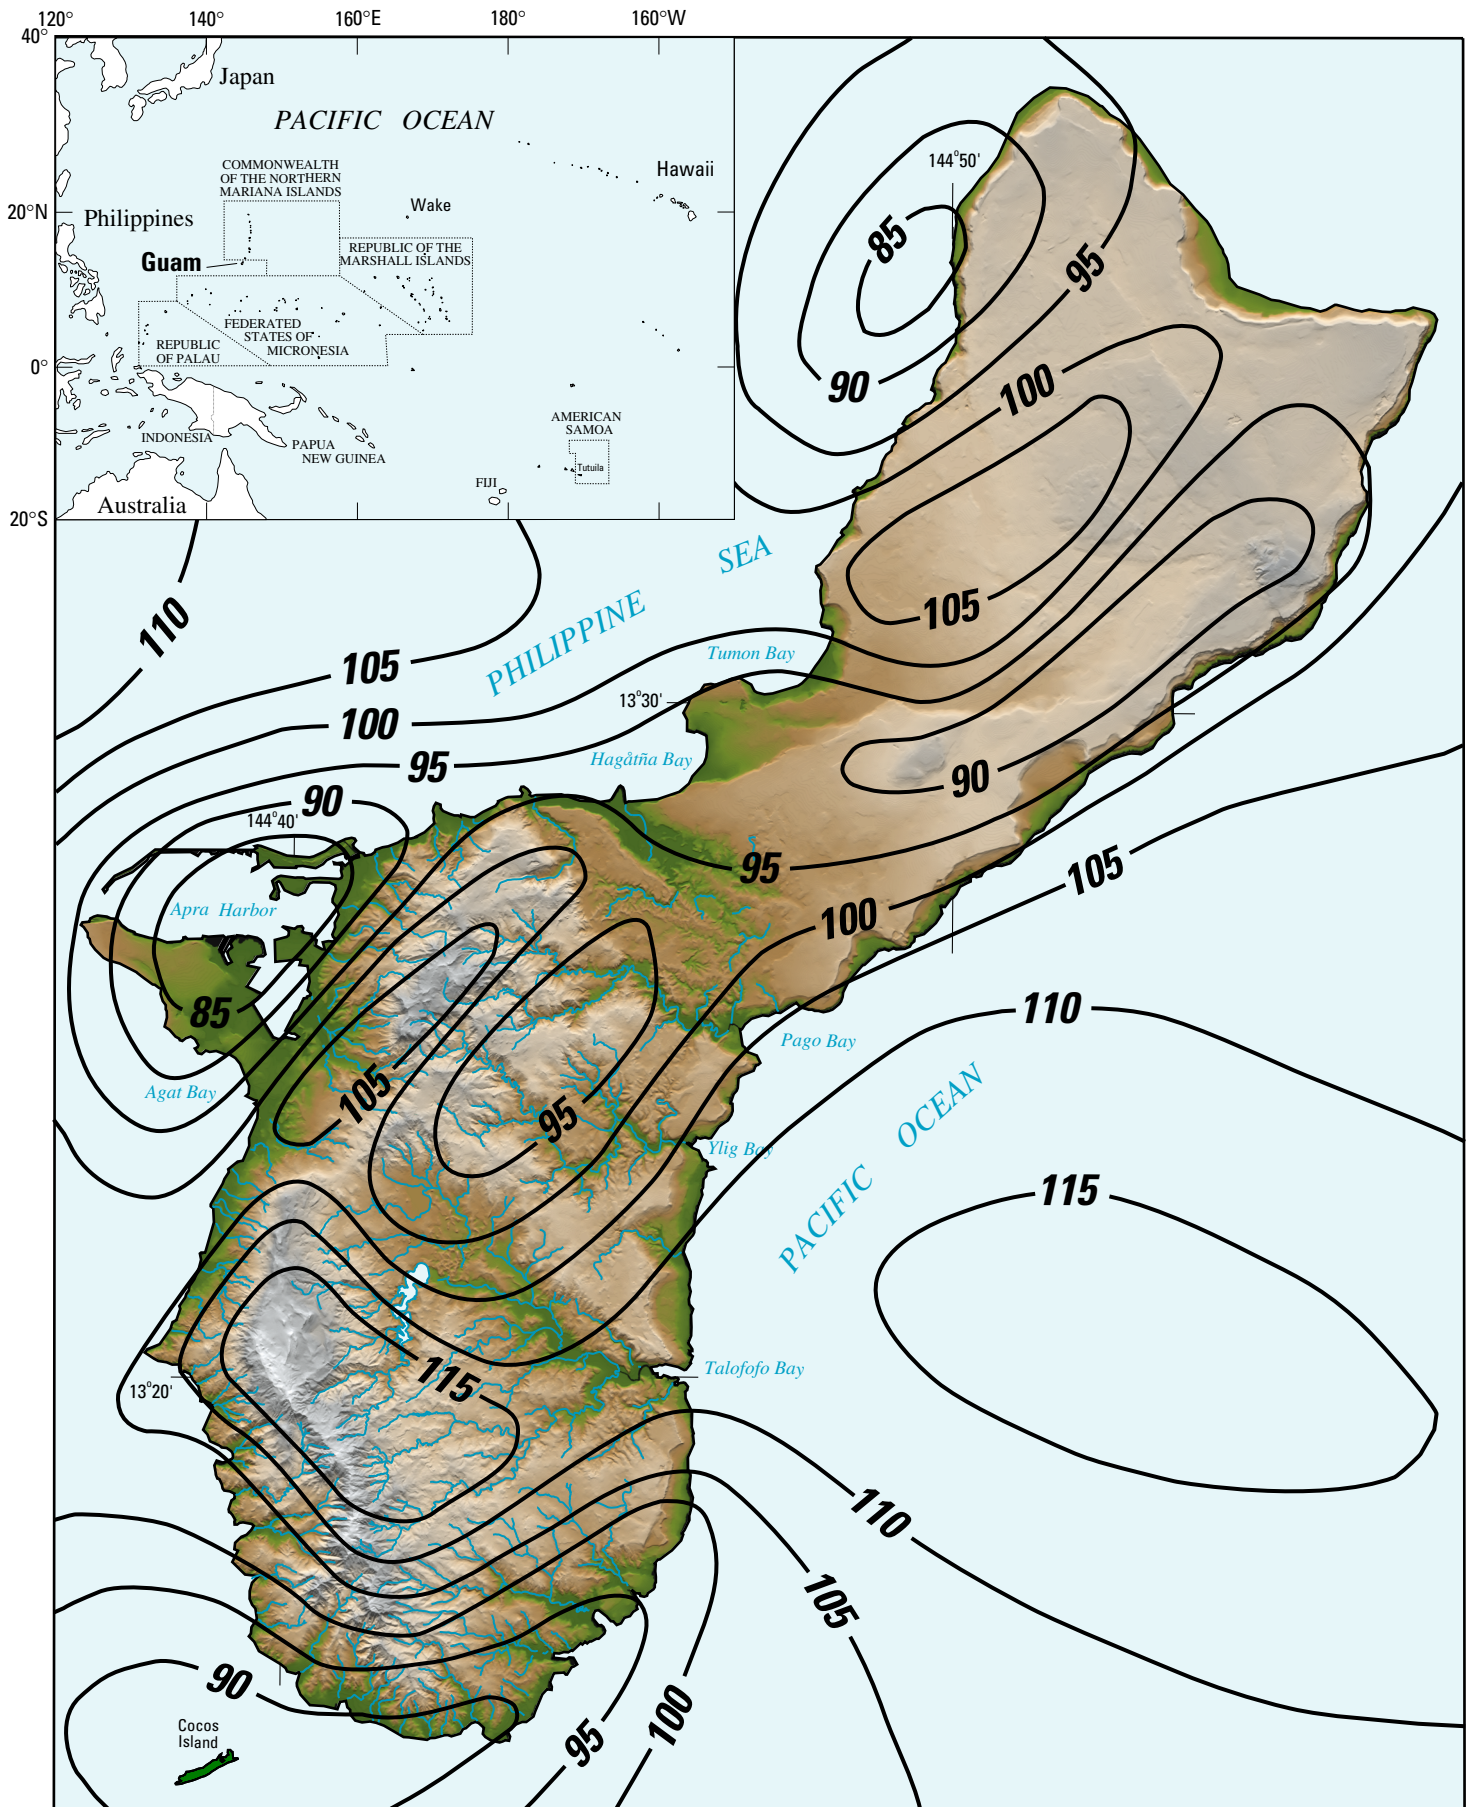 120°
140°
160°E
180°
160°W
40°
Japan
PACIFIC OCEAN
COMMONWEALTH
OF THE NORTHERN
MARIANA ISLANDS
Hawaii
20°N
Philippines
Wake
Guam
REPUBLIC OF THE
MARSHALL ISLANDS
FEDERATED
STATES OF
MICRONESIA
REPUBLIC
OF PALAU
0°
INDONESIA
PAPUA
NEW GUINEA
AMERICAN
SAMOA
Tutuila
FIJI
Australia
20°S
144°50'
85
95
90
100
105
PHILIPPINE SEA
110
105
Tumon Bay
13°30'
100
95
Hagåtña Bay
90
90
144°40'
95
105
100
Apra Harbor
85
110
Pago Bay
Agat Bay
105
95
Ylig Bay
PACIFIC OCEAN
115
115
Talofofo Bay
13°20'
110
105
90
100
95
Cocos
Island